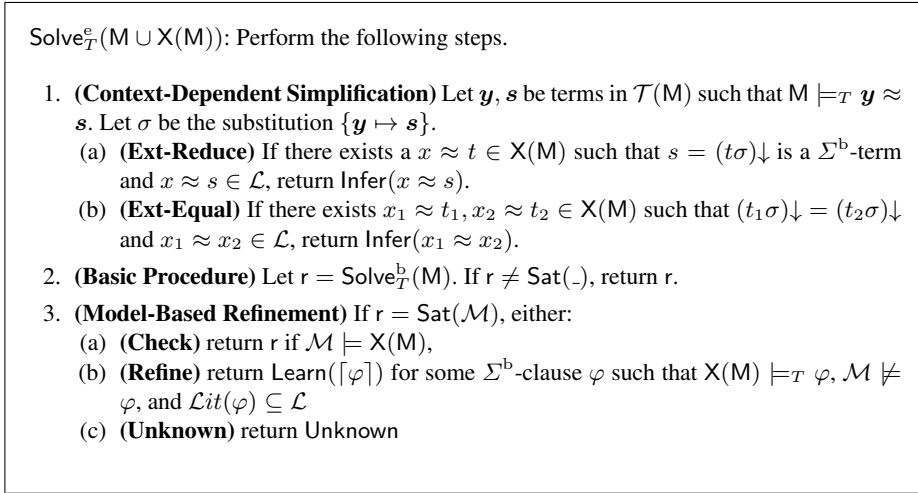 Solveᵉ_T(M ∪ X(M)): Perform the following steps.
1. (Context-Dependent Simplification) Let y, s be terms in 𝒯(M) such that M ⊨_T y ≈
s. Let σ be the substitution {y ↦ s}.
(a) (Ext-Reduce) If there exists a x ≈ t ∈ X(M) such that s = (tσ)↓ is a Σᵇ-term
and x ≈ s ∈ ℒ, return Infer(x ≈ s).
(b) (Ext-Equal) If there exists x₁ ≈ t₁, x₂ ≈ t₂ ∈ X(M) such that (t₁σ)↓ = (t₂σ)↓
and x₁ ≈ x₂ ∈ ℒ, return Infer(x₁ ≈ x₂).
2. (Basic Procedure) Let r = Solveᵇ_T(M). If r ≠ Sat(_), return r.
3. (Model-Based Refinement) If r = Sat(ℳ), either:
(a) (Check) return r if ℳ ⊨ X(M),
(b) (Refine) return Learn(⌈φ⌉) for some Σᵇ-clause φ such that X(M) ⊨_T φ, ℳ ⊭
φ, and ℒit(φ) ⊆ ℒ
(c) (Unknown) return Unknown